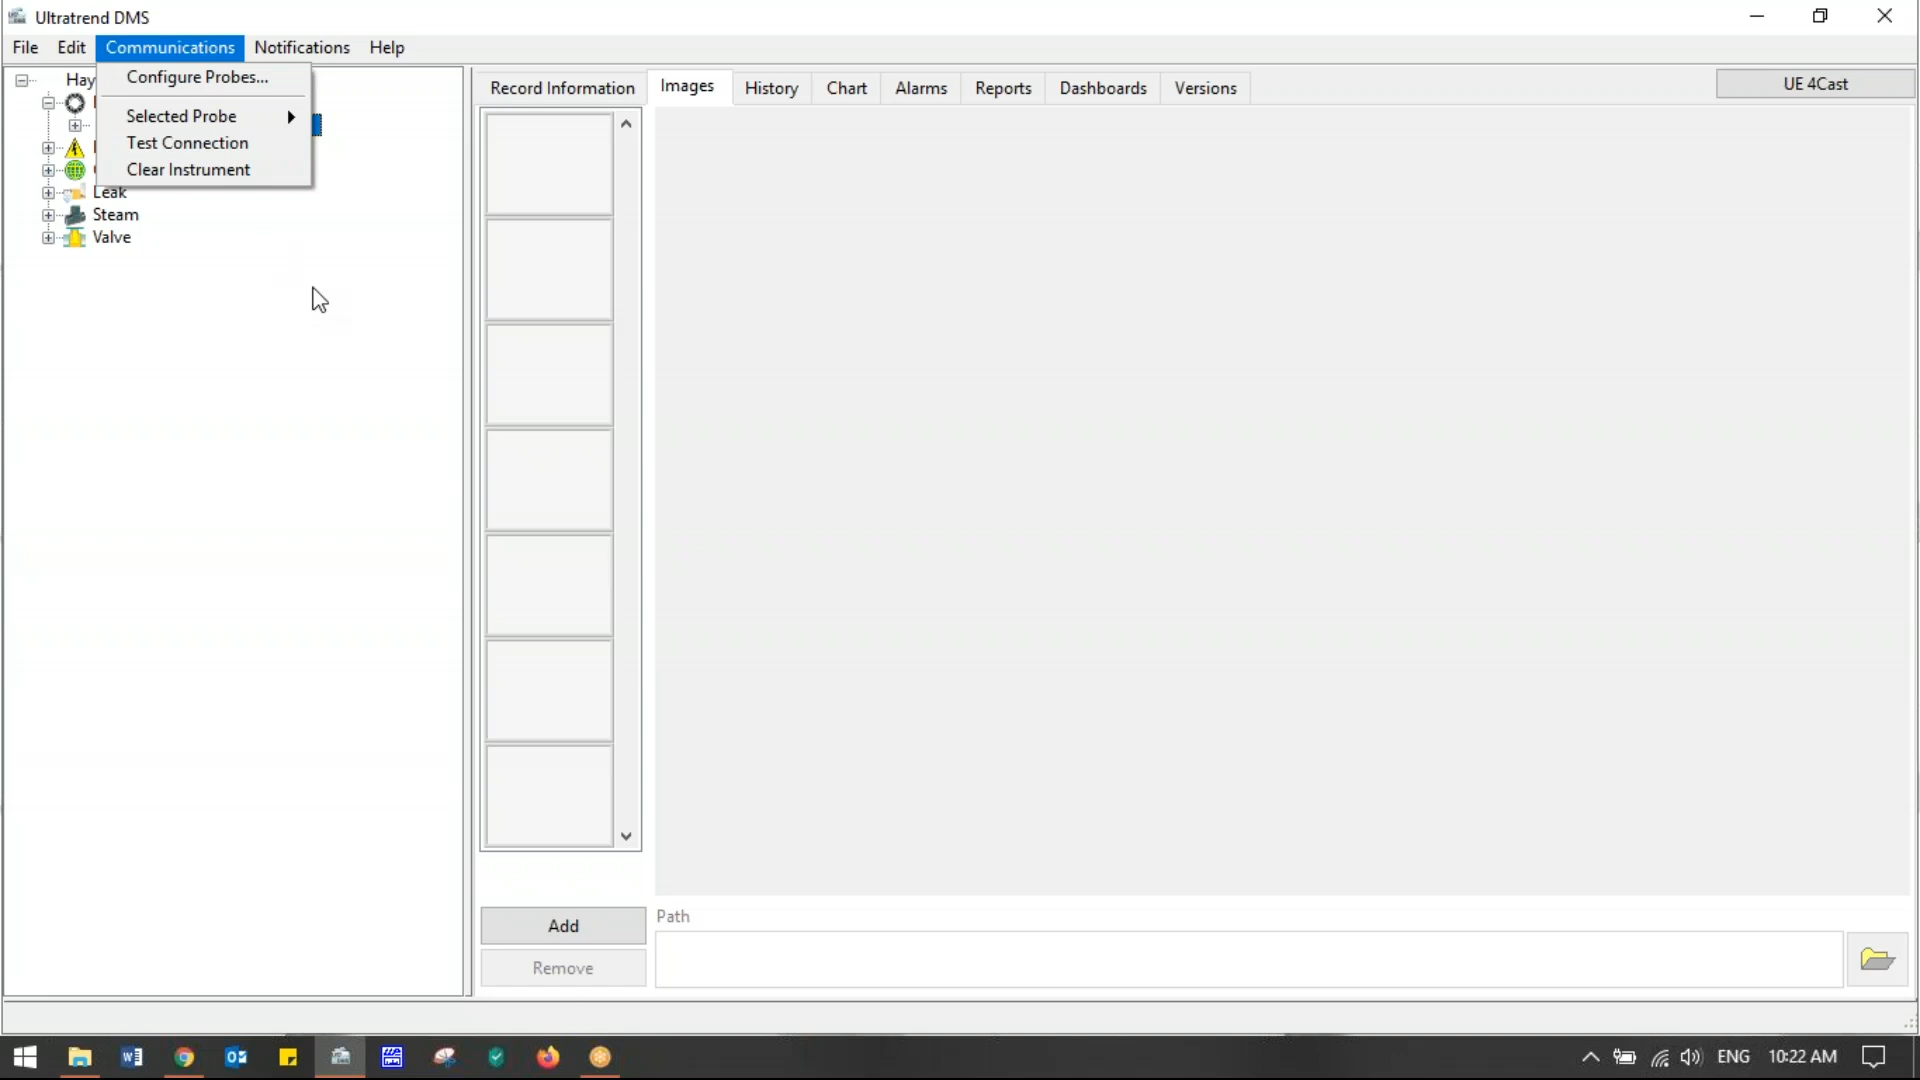 Ultratrend DMS
File Edit Communications Notifications Help
Hay
Configure Probes...
Selected Probe
Test Connection
Clear Instrument
Leak
Steam
Valve
Record Information Images History Chart Alarms Reports Dashboards Versions
UE 4Cast
Add
Remove
Path
ENG 10:22 AM